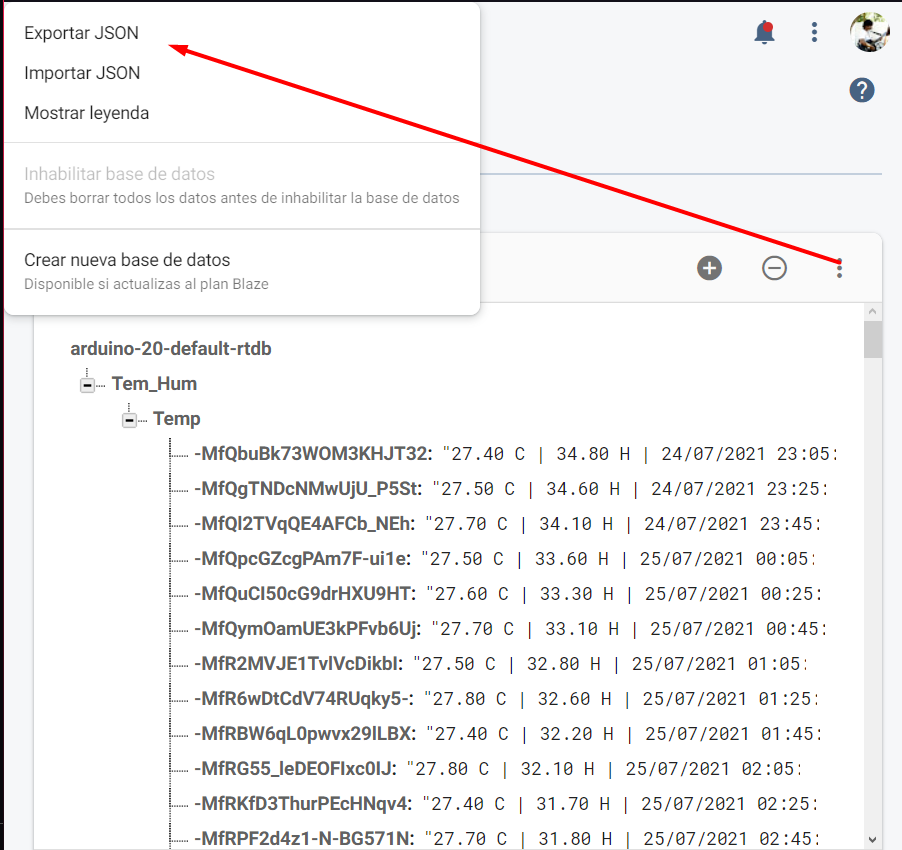 Exportar JSON
Importar JSON
Mostrar leyenda
Inhabilitar base de datos
Debes borrar todos los datos antes de inhabilitar la base de datos
Crear nueva base de datos
Disponible si actualizas al plan Blaze
arduino-20-default-rtdb
Tem_Hum
Temp
-MfQbuBk73WOM3KHJT32: "27.40 C | 34.80 H | 24/07/2021 23:05:
-MfQgTNDcNMwUjU_P5St: "27.50 C | 34.60 H | 24/07/2021 23:25:
-MfQl2TVqQE4AFCb_NEh: "27.70 C | 34.10 H | 24/07/2021 23:45:
-MfQpcGZcgPAm7F-ui1e: "27.50 C | 33.60 H | 25/07/2021 00:05:
-MfQuCI50cG9drHXU9HT: "27.60 C | 33.30 H | 25/07/2021 00:25:
-MfQymOamUE3kPFvb6Uj: "27.70 C | 33.10 H | 25/07/2021 00:45:
-MfR2MVJE1TvlVcDikbI: "27.50 C | 32.80 H | 25/07/2021 01:05:
-MfR6wDtCdV74RUqky5-: "27.80 C | 32.60 H | 25/07/2021 01:25:
-MfRBW6qL0pwvx29lLBX: "27.40 C | 32.20 H | 25/07/2021 01:45:
-MfRG55_leDEOFlxc0lJ: "27.80 C | 32.10 H | 25/07/2021 02:05:
-MfRKfD3ThurPEcHNqv4: "27.40 C | 31.70 H | 25/07/2021 02:25:
-MfRPF2d4z1-N-BG571N: "27.70 C | 31.80 H | 25/07/2021 02:45: